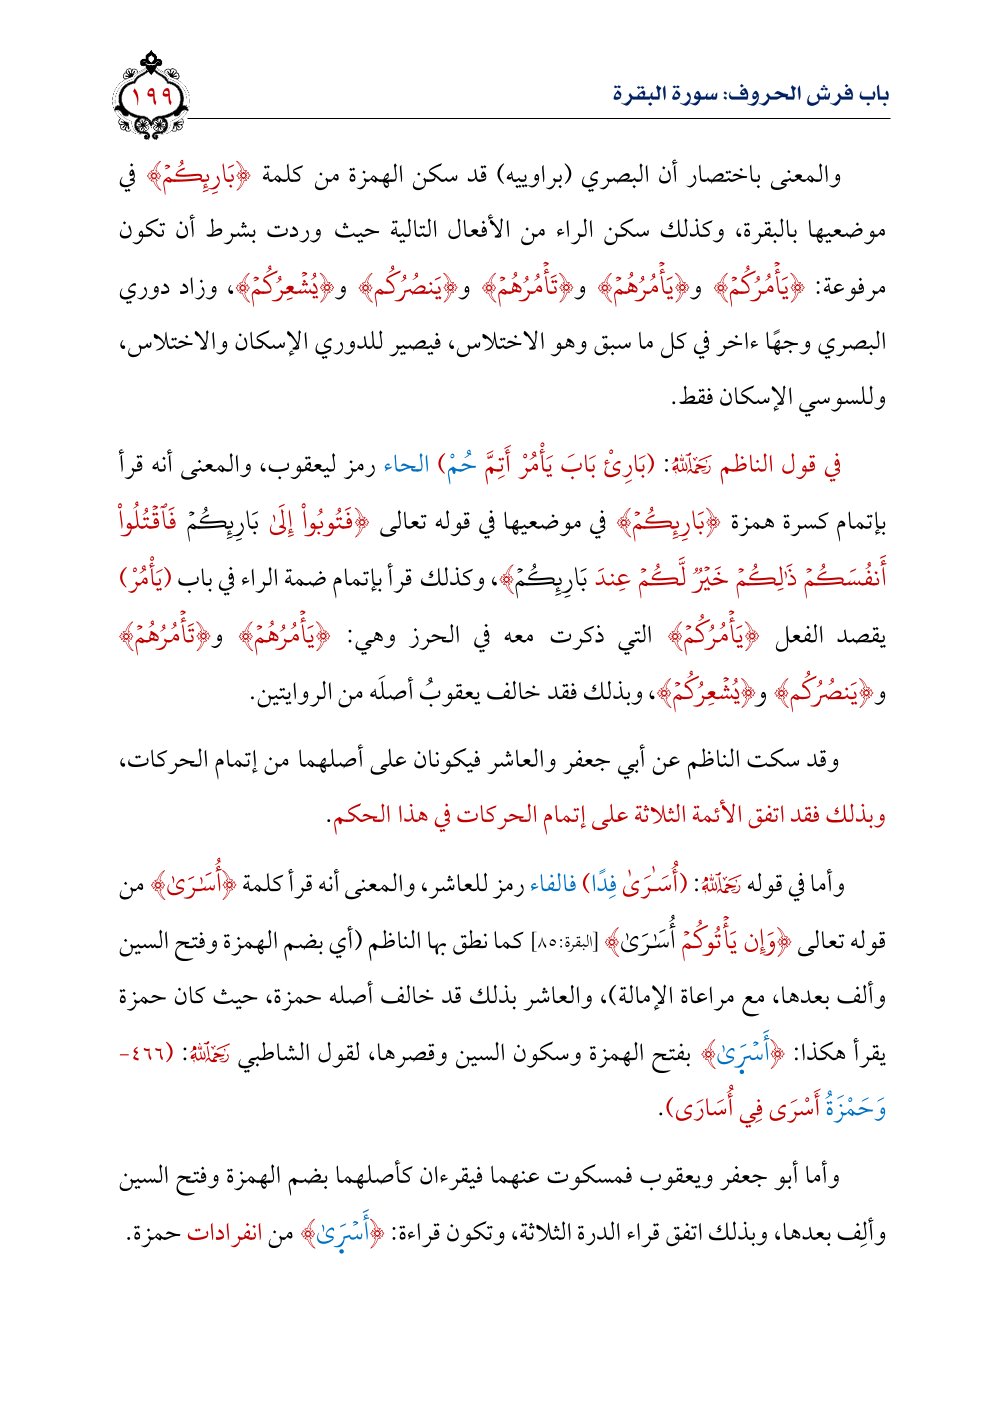 باب فرش الحروف: سورة البقرة
١٩٩
والمعنى باختصار أن البصري (براوييه) قد سكن الهمزة من كلمة ﴿بَارِئِكُمۡ﴾ في
موضعيها بالبقرة، وكذلك سكن الراء من الأفعال التالية حيث وردت بشرط أن تكون
مرفوعة: ﴿يَأۡمُرُكُمۡ﴾ و﴿يَأۡمُرُهُمۡ﴾ و﴿تَأۡمُرُهُمۡ﴾ و﴿يَنصُرُكُم﴾ و﴿يُشۡعِرُكُمۡ﴾، وزاد دوري
البصري وجهًا ءاخر في كل ما سبق وهو الاختلاس، فيصير للدوري الإسكان والاختلاس،
وللسوسي الإسكان فقط.
في قول الناظم رَحِمَهُ ٱللَّهُ: (بَارِئْ بَابَ يَأْمُرْ أَتِمَّ حُمْ) الحاء رمز ليعقوب، والمعنى أنه قرأ
بإتمام كسرة همزة ﴿بَارِئِكُمۡ﴾ في موضعيها في قوله تعالى ﴿فَتُوبُوٓاْ إِلَىٰ بَارِئِكُمۡ فَٱقۡتُلُوٓاْ
أَنفُسَكُمۡ ذَٰلِكُمۡ خَيۡرٞ لَّكُمۡ عِندَ بَارِئِكُمۡ﴾، وكذلك قرأ بإتمام ضمة الراء في باب (يَأْمُرْ)
يقصد الفعل ﴿يَأۡمُرُكُمۡ﴾ التي ذكرت معه في الحرز وهي: ﴿يَأۡمُرُهُمۡ﴾ و﴿تَأۡمُرُهُمۡ﴾
و﴿يَنصُرُكُم﴾ و﴿يُشۡعِرُكُمۡ﴾، وبذلك فقد خالف يعقوبُ أصلَه من الروايتين.
وقد سكت الناظم عن أبي جعفر والعاشر فيكونان على أصلهما من إتمام الحركات،
وبذلك فقد اتفق الأئمة الثلاثة على إتمام الحركات في هذا الحكم.
وأما في قوله رَحِمَهُ ٱللَّهُ: (أُسَٰرَىٰ فِدًا) فالفاء رمز للعاشر، والمعنى أنه قرأ كلمة ﴿أُسَٰرَىٰ﴾ من
قوله تعالى ﴿وَإِن يَأۡتُوكُمۡ أُسَٰرَىٰ﴾ [البقرة:٨٥] كما نطق بها الناظم (أي بضم الهمزة وفتح السين
وألف بعدها، مع مراعاة الإمالة)، والعاشر بذلك قد خالف أصله حمزة، حيث كان حمزة
يقرأ هكذا: ﴿أَسۡرَىٰ﴾ بفتح الهمزة وسكون السين وقصرها، لقول الشاطبي رَحِمَهُ ٱللَّهُ: (٤٦٦-
وَحَمْزَةُ أَسْرَى فِي أُسَارَى).
وأما أبو جعفر ويعقوب فمسكوت عنهما فيقرءان كأصلهما بضم الهمزة وفتح السين
وألِف بعدها، وبذلك اتفق قراء الدرة الثلاثة، وتكون قراءة: ﴿أَسۡرَىٰ﴾ من انفرادات حمزة.